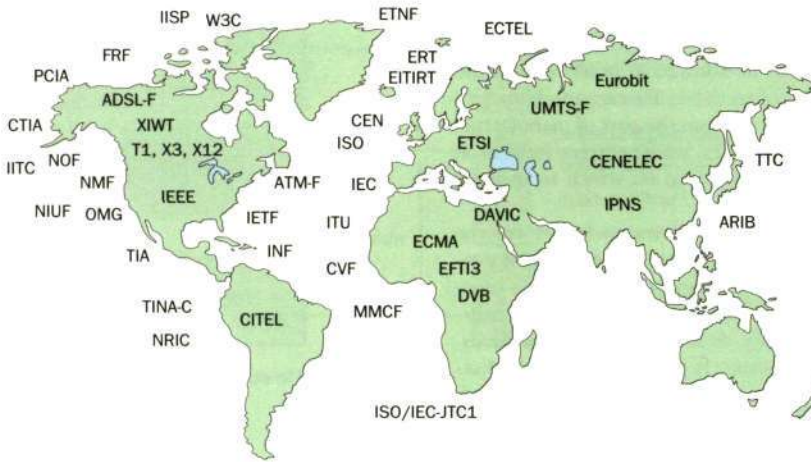 IISP
W3C
ETNF
ECTEL
FRF
ERT
EITIRT
PCIA
Eurobit
ADSL-F
UMTS-F
CTIA
XIWT
CEN
NOF
T1, X3, X12
ISO
ETSI
IITC
CENELEC
TTC
NMF
ATM-F
IEC
IEEE
NIUF
OMG
IETF
ITU
DAVIC
IPNS
ARIB
TIA
INF
ECMA
CVF
EFTI3
TINA-C
CITEL
MMCF
DVB
NRIC
ISO/IEC-JTC1